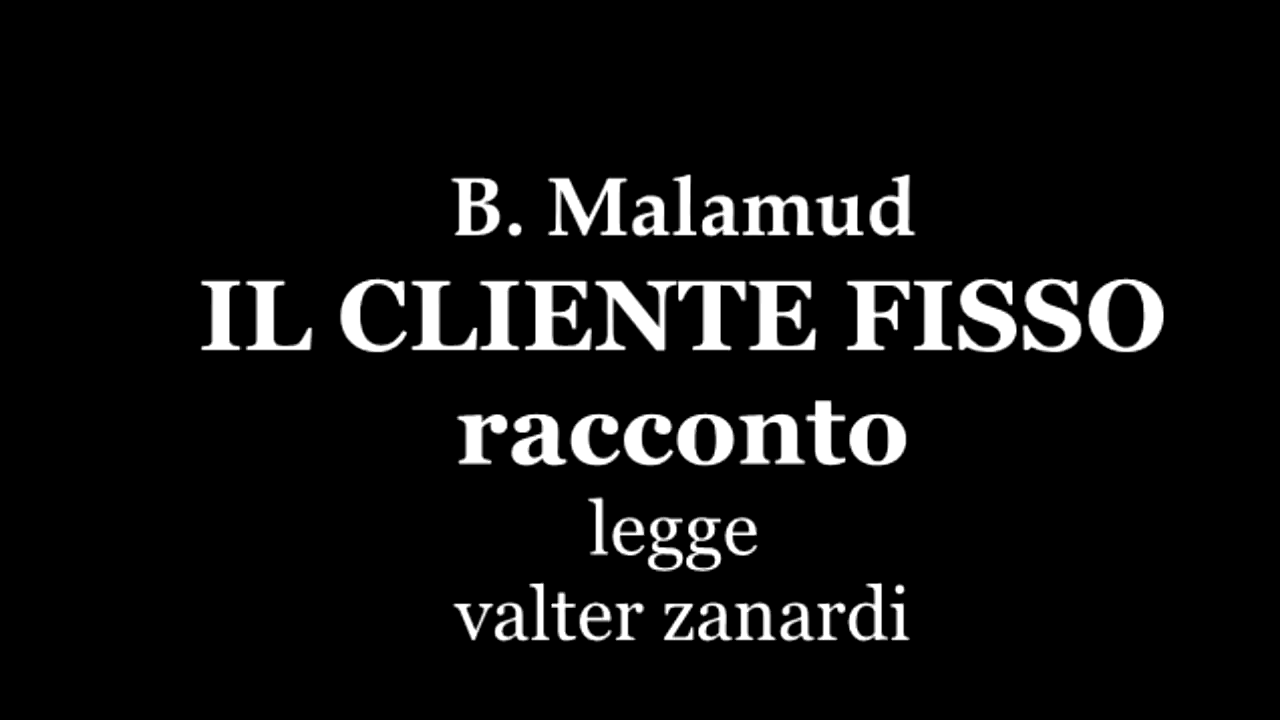 B. Malamud
IL CLIENTE FISSO
racconto
legge
valter zanardi